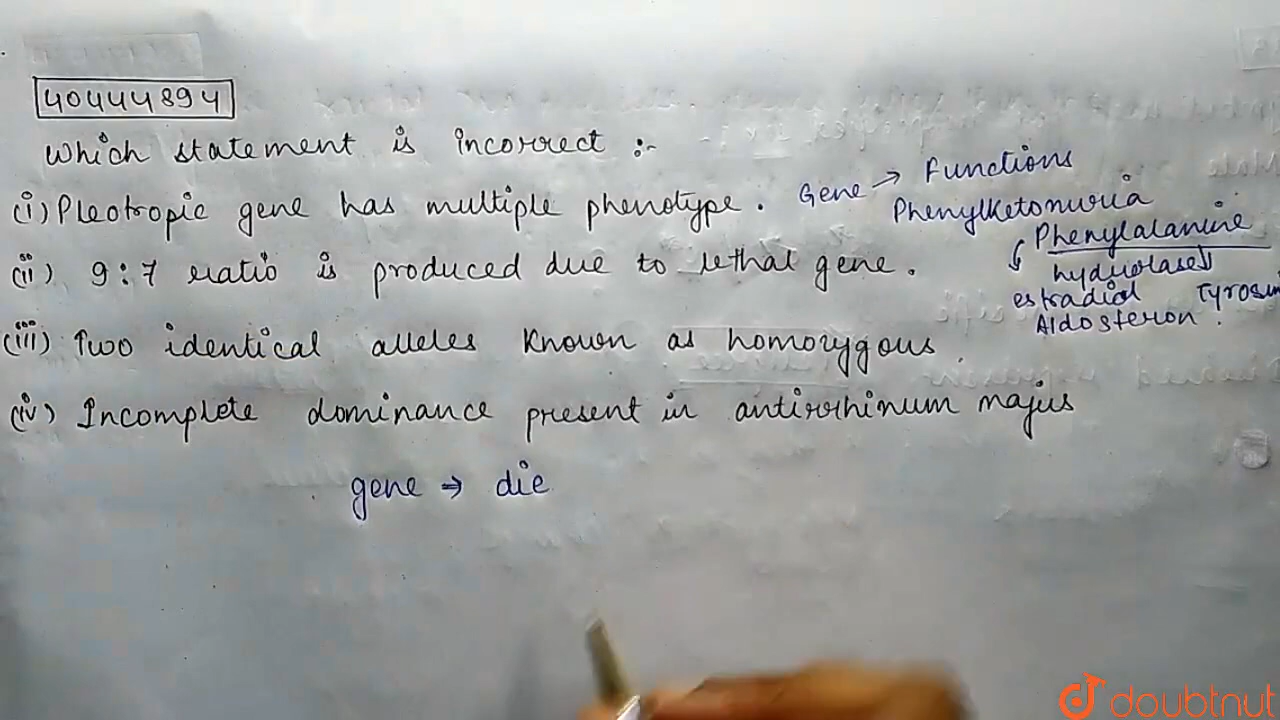 40444894
Which statement is incorrect :-
(i) Pleotropic gene has multiple phenotype. Gene → Functions
Phenylketonuria
Phenylalanine
(ii) 9:7 ratio is produced due to lethal gene.
hydrolases
estradiol Tyrosin
Aldosteron.
(iii) Two identical alleles known as homozygous.
(iv) Incomplete dominance present in antirrhinum majus
gene → die
doubtnut